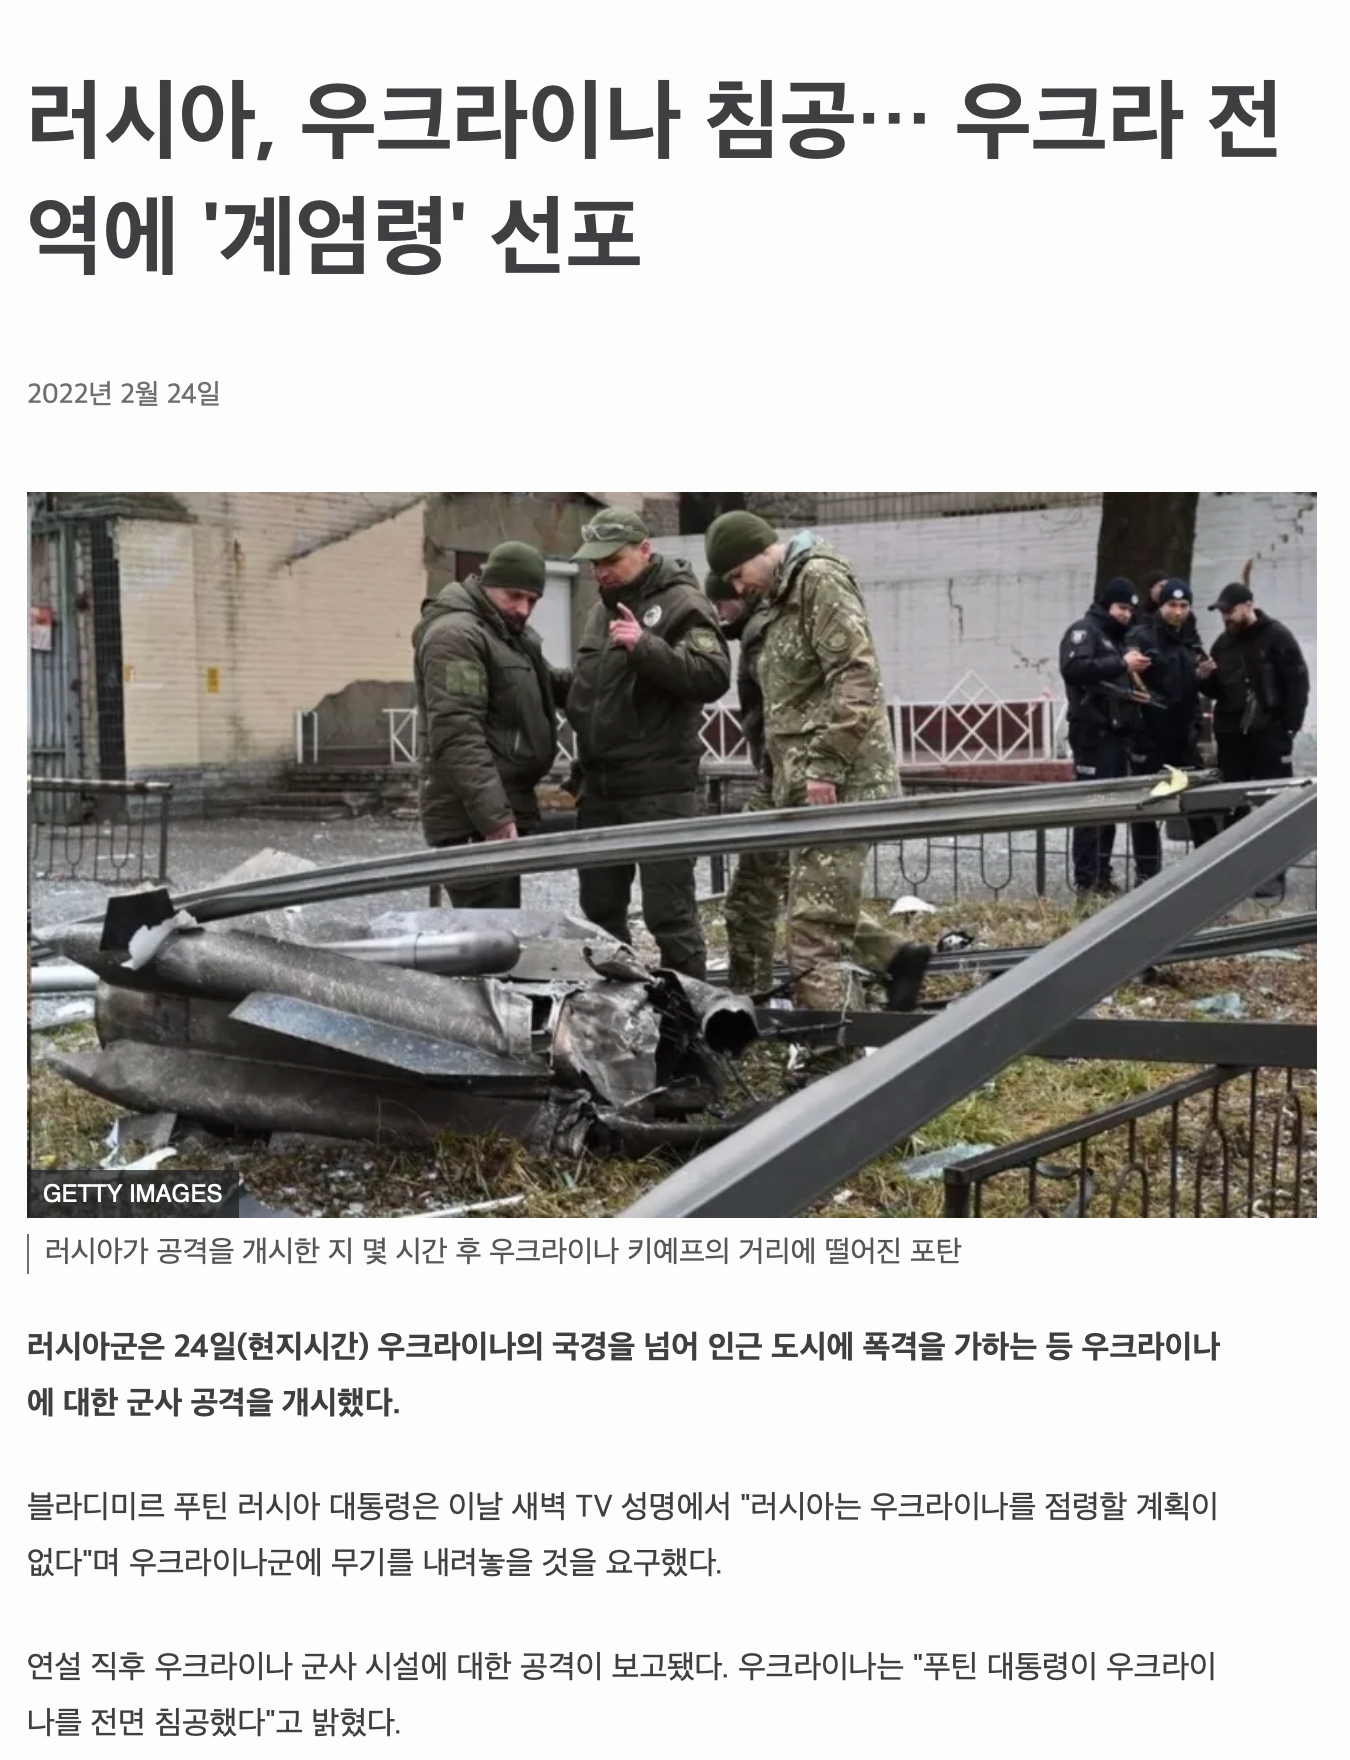 러시아, 우크라이나 침공… 우크라 전
역에 '계엄령' 선포
2022년 2월 24일
GETTY IMAGES
러시아가 공격을 개시한 지 몇 시간 후 우크라이나 키예프의 거리에 떨어진 포탄
러시아군은 24일(현지시간) 우크라이나의 국경을 넘어 인근 도시에 폭격을 가하는 등 우크라이나
에 대한 군사 공격을 개시했다.
블라디미르 푸틴 러시아 대통령은 이날 새벽 TV 성명에서 "러시아는 우크라이나를 점령할 계획이
없다"며 우크라이나군에 무기를 내려놓을 것을 요구했다.
연설 직후 우크라이나 군사 시설에 대한 공격이 보고됐다. 우크라이나는 "푸틴 대통령이 우크라이
나를 전면 침공했다"고 밝혔다.